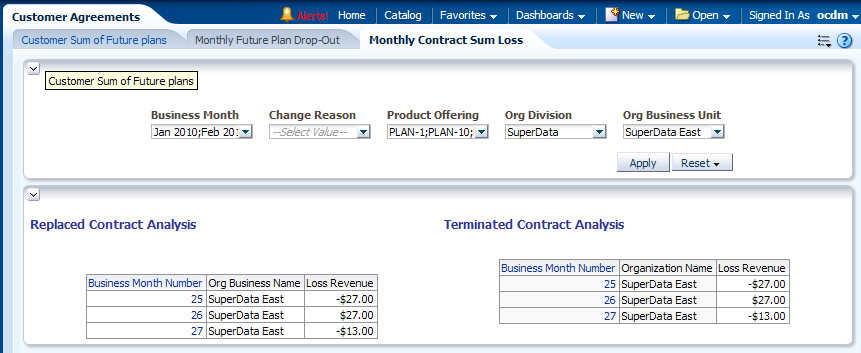 Customer Agreements Alerts! Home Catalog Favorites Dashboards New Open Signed In As ocdm
Customer Sum of Future plans Monthly Future Plan Drop-Out Monthly Contract Sum Loss
Customer Sum of Future plans
Business Month Change Reason Product Offering Org Division Org Business Unit
Jan 2010;Feb 201 --Select Value-- PLAN-1;PLAN-10; SuperData SuperData East
Apply Reset
Replaced Contract Analysis Terminated Contract Analysis
Business Month Number Organization Name Loss Revenue
Business Month Number Org Business Name Loss Revenue
25 SuperData East -$27.00
26 SuperData East $27.00
27 SuperData East -$13.00
25 SuperData East -$27.00
26 SuperData East $27.00
27 SuperData East -$13.00